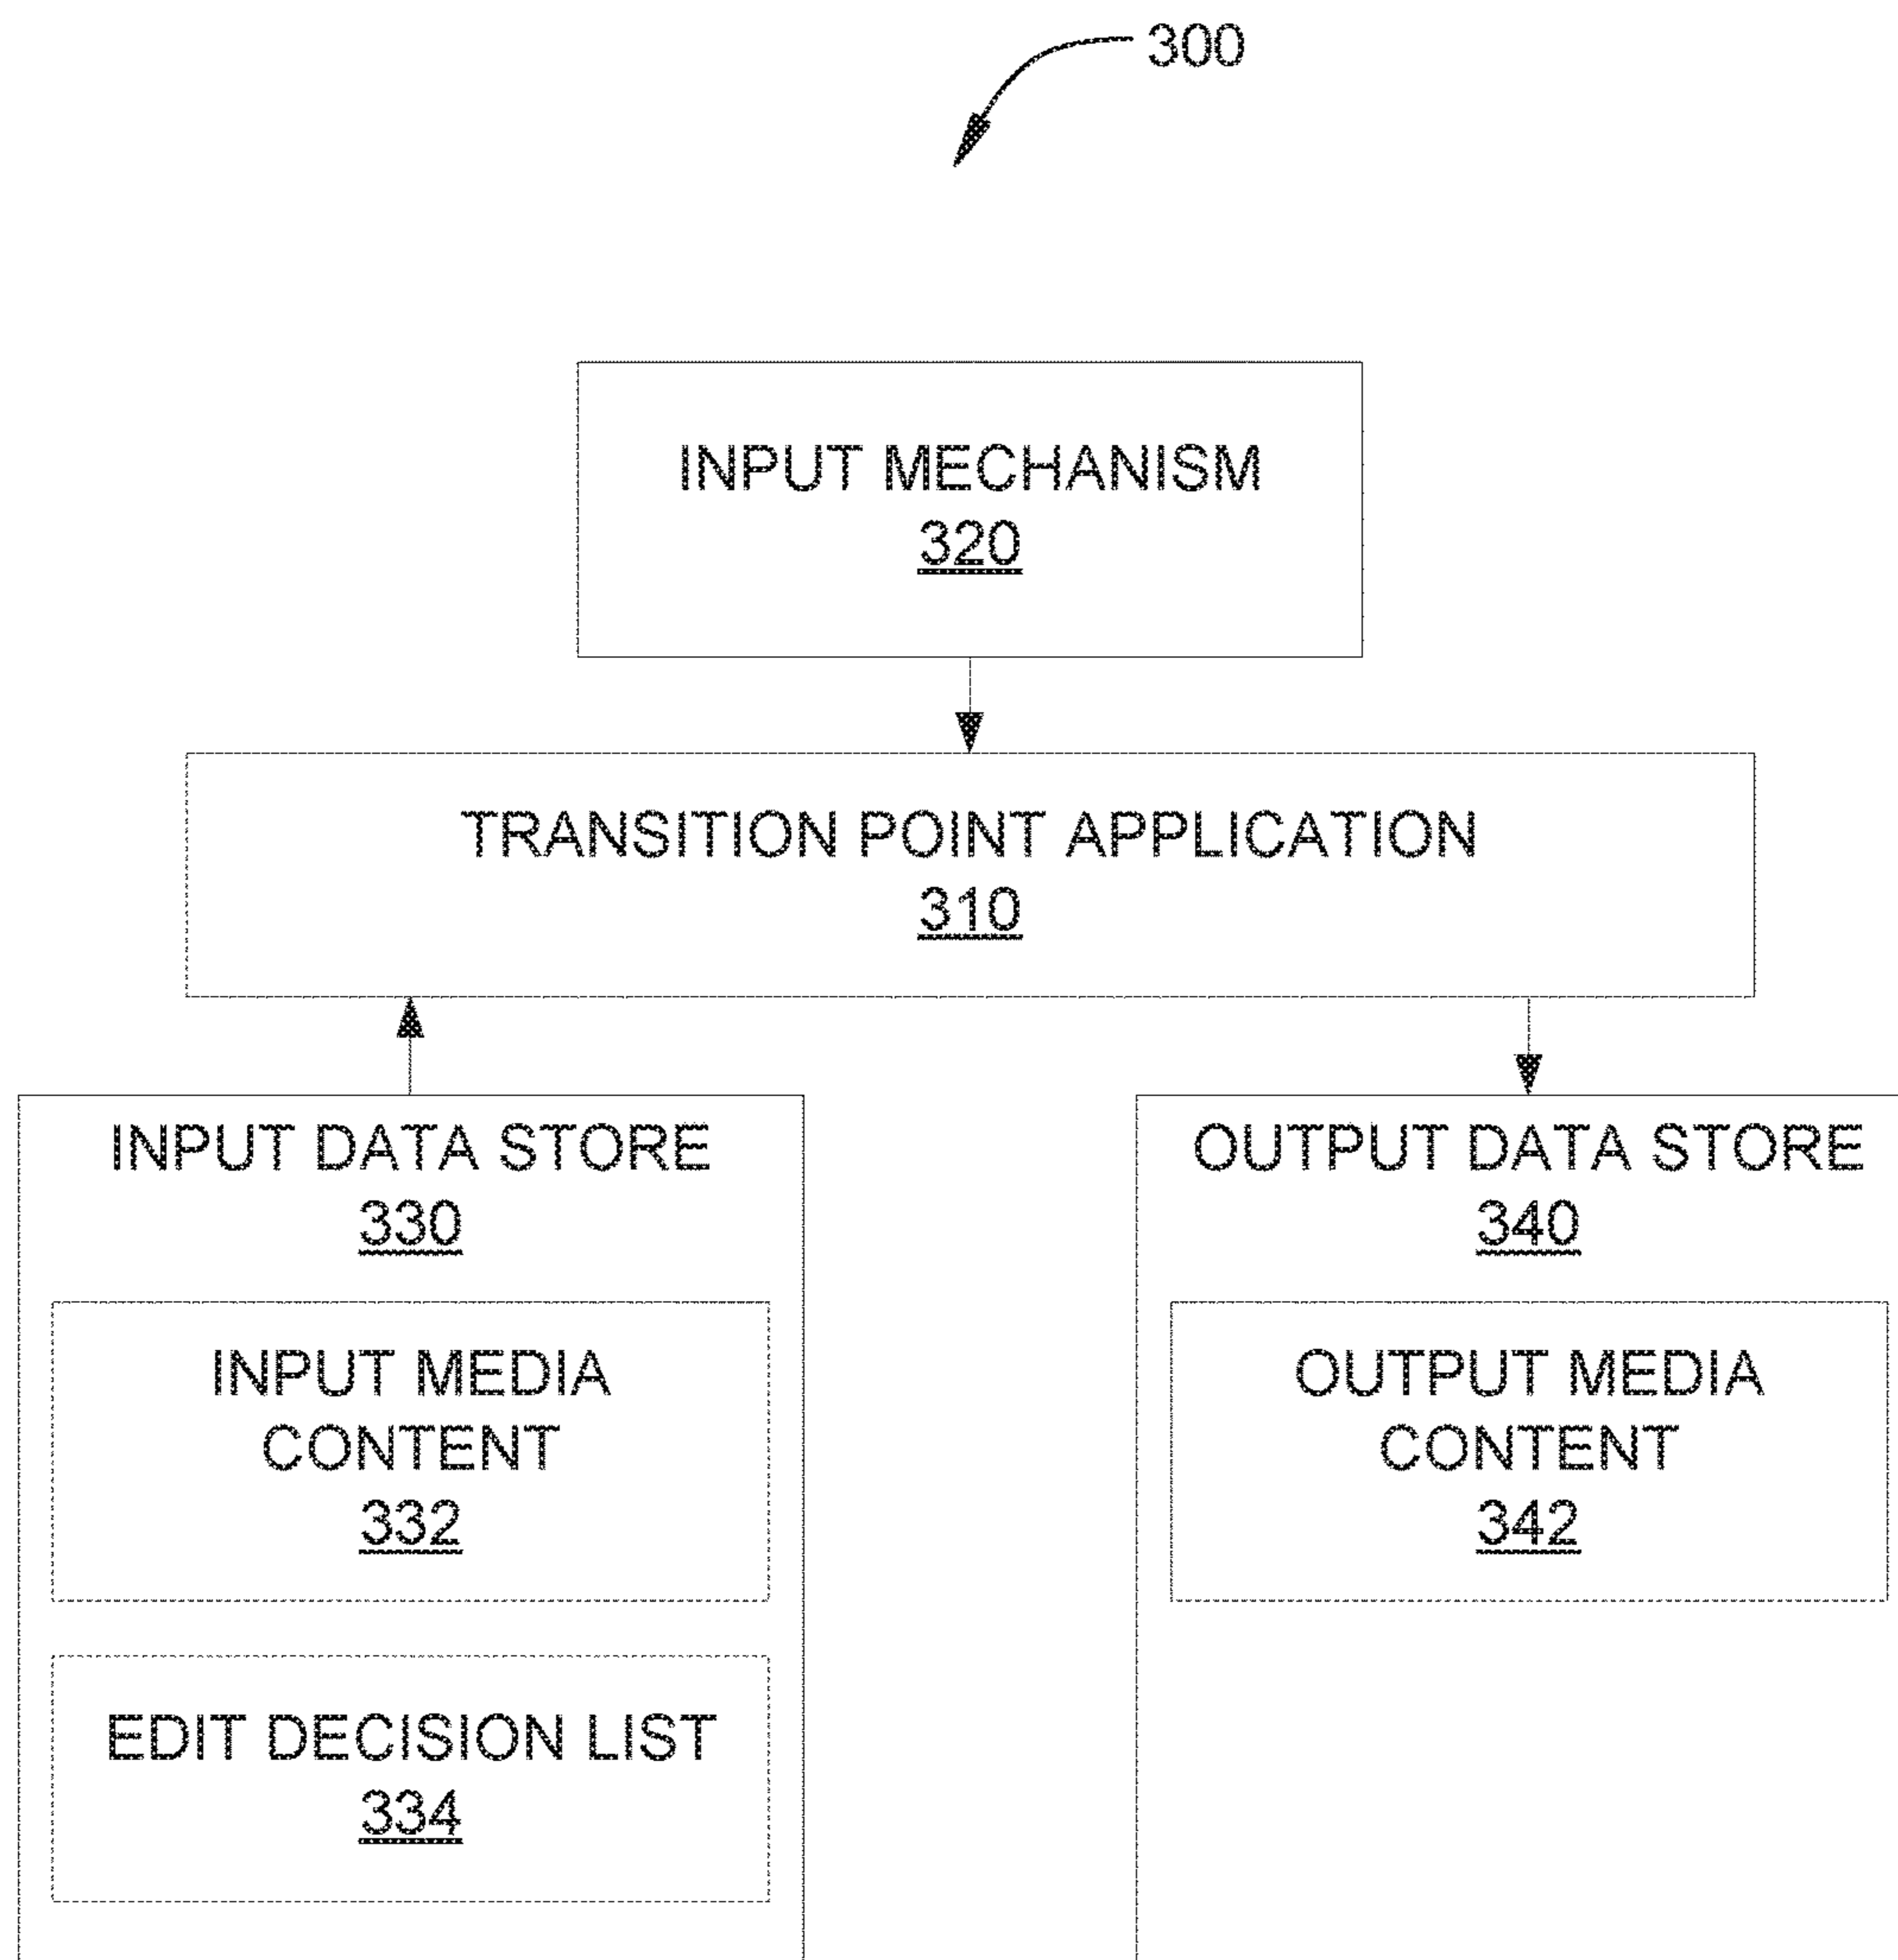 300
INPUT MECHANISM
320
TRANSITION POINT APPLICATION
310
INPUT DATA STORE
330
INPUT MEDIA
CONTENT
332
EDIT DECISION LIST
334
OUTPUT DATA STORE
340
OUTPUT MEDIA
CONTENT
342